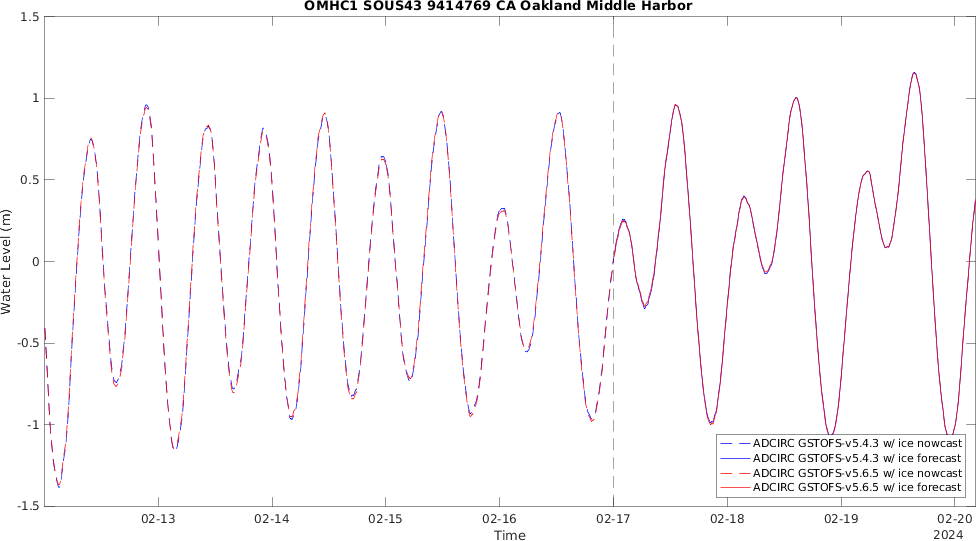 OMHC1 SOUS43 9414769 CA Oakland Middle Harbor
1.5
1
0.5
0
-0.5
-1
-1.5
Water Level (m)
02-13
02-14
02-15
02-16
02-17
02-18
02-19
02-20
2024
Time
ADCIRC GSTOFS-v5.4.3 w/ ice nowcast
ADCIRC GSTOFS-v5.4.3 w/ ice forecast
ADCIRC GSTOFS-v5.6.5 w/ ice nowcast
ADCIRC GSTOFS-v5.6.5 w/ ice forecast